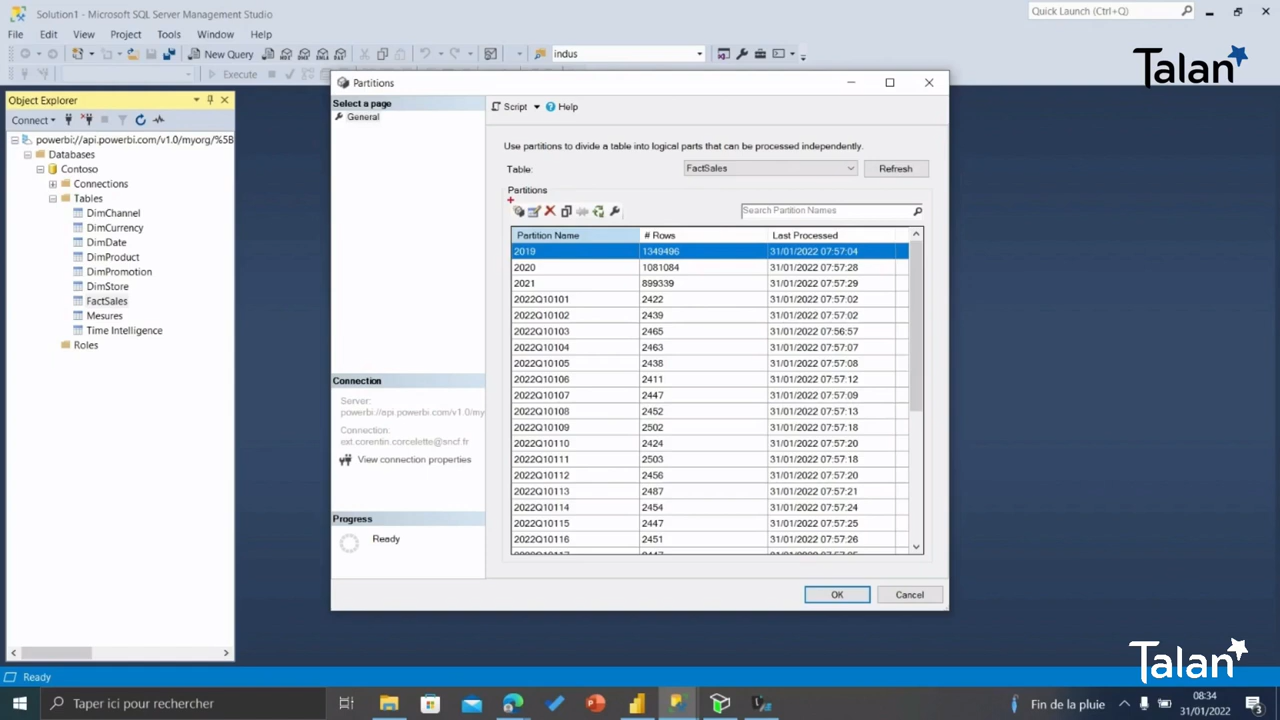 Solution1 - Microsoft SQL Server Management Studio
Quick Launch (Ctrl+Q)
File Edit View Project Tools Window Help
New Query
indus
Execute
Talan
Object Explorer
Connect
powerbi://api.powerbi.com/v1.0/myorg/%5B
Databases
Contoso
Connections
Tables
DimChannel
DimCurrency
DimDate
DimProduct
DimPromotion
DimStore
FactSales
Mesures
Time Intelligence
Roles
Partitions
Select a page
General
Script Help
Use partitions to divide a table into logical parts that can be processed independently.
Table: FactSales Refresh
Partitions
Search Partition Names
Partition Name # Rows Last Processed
2019 1349496 31/01/2022 07:57:04
2020 1081084 31/01/2022 07:57:28
2021 899339 31/01/2022 07:57:29
2022Q10101 2422 31/01/2022 07:57:02
2022Q10102 2439 31/01/2022 07:57:02
2022Q10103 2465 31/01/2022 07:56:57
2022Q10104 2463 31/01/2022 07:57:07
2022Q10105 2438 31/01/2022 07:57:08
2022Q10106 2411 31/01/2022 07:57:12
2022Q10107 2447 31/01/2022 07:57:09
2022Q10108 2452 31/01/2022 07:57:13
2022Q10109 2502 31/01/2022 07:57:18
2022Q10110 2424 31/01/2022 07:57:20
2022Q10111 2503 31/01/2022 07:57:18
2022Q10112 2456 31/01/2022 07:57:20
2022Q10113 2487 31/01/2022 07:57:21
2022Q10114 2454 31/01/2022 07:57:24
2022Q10115 2447 31/01/2022 07:57:25
2022Q10116 2451 31/01/2022 07:57:26
Connection
Server:
powerbi://api.powerbi.com/v1.0/my
Connection:
ext.corentin.corcelette@sncf.fr
View connection properties
Progress
Ready
OK Cancel
Talan
Ready
Taper ici pour rechercher
Fin de la pluie
08:34
31/01/2022
3